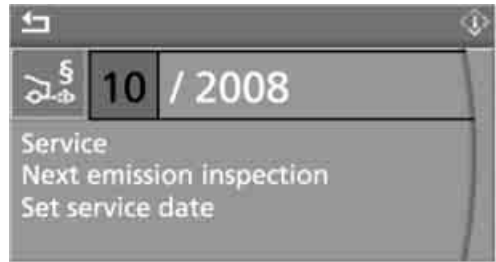 §
10 / 2008
Service
Next emission inspection
Set service date